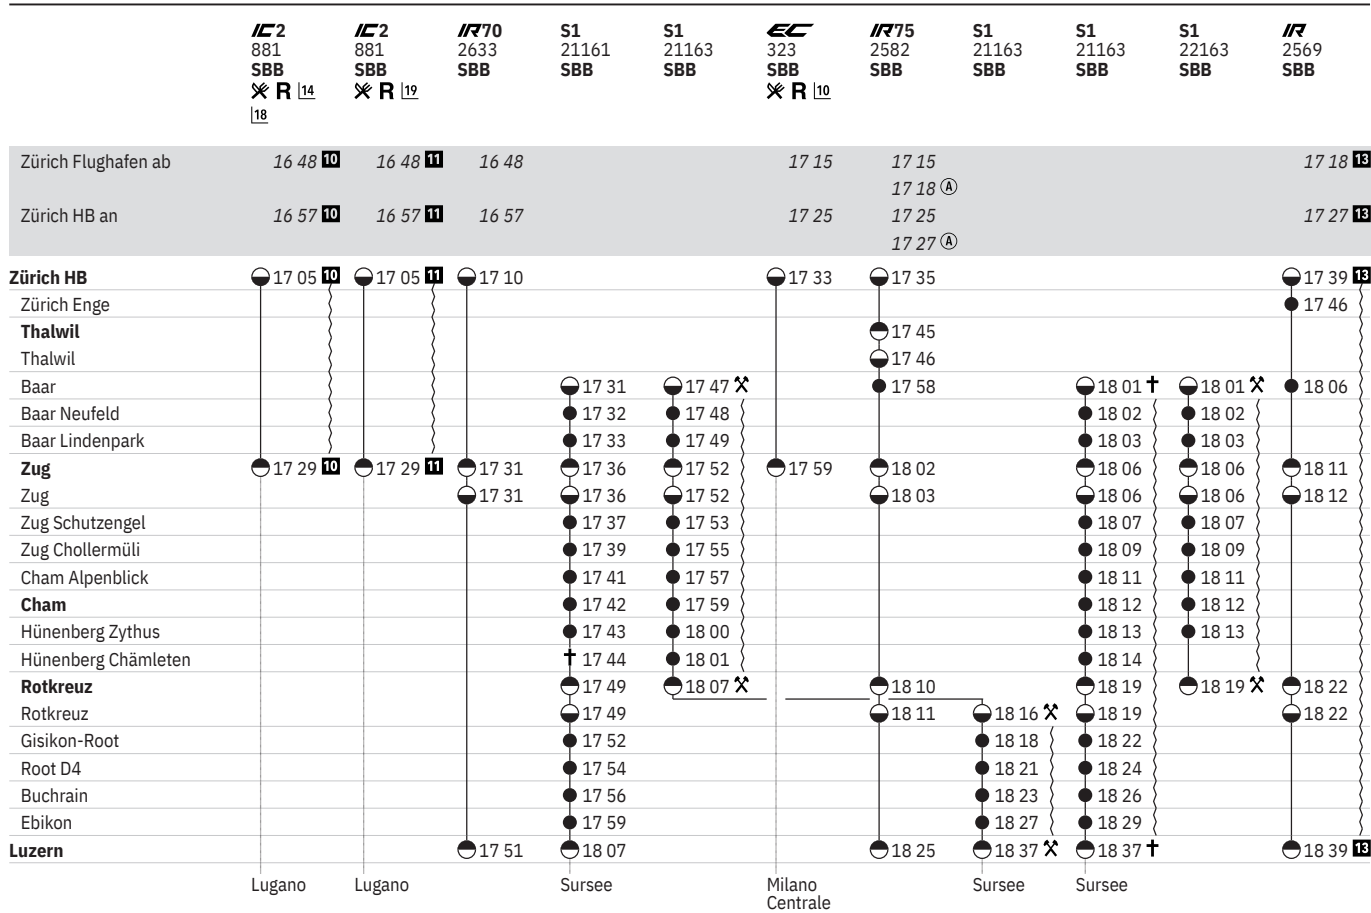 IC2 IC2 IR70 S1 S1 EC IR75 S1 S1 S1 IR
881 881 2633 21161 21163 323 2582 21163 21163 22163 2569
SBB SBB SBB SBB SBB SBB SBB SBB SBB SBB SBB
R 14 R 19 R 10
18
Zürich Flughafen ab 16 48 10 16 48 11 16 48 17 15 17 15 17 18 13
17 18 A
Zürich HB an 16 57 10 16 57 11 16 57 17 25 17 25 17 27 13
17 27 A
Zürich HB 17 05 10 17 05 11 17 10 17 33 17 35 17 39 13
Zürich Enge 17 46
Thalwil 17 45
Thalwil 17 46
Baar 17 31 17 47 17 58 18 01 † 18 01 18 06
Baar Neufeld 17 32 17 48 18 02 18 02
Baar Lindenpark 17 33 17 49 18 03 18 03
Zug 17 29 10 17 29 11 17 31 17 36 17 52 17 59 18 02 18 06 18 06 18 11
Zug 17 31 17 36 17 52 18 03 18 06 18 06 18 12
Zug Schutzengel 17 37 17 53 18 07 18 07
Zug Chollermüli 17 39 17 55 18 09 18 09
Cham Alpenblick 17 41 17 57 18 11 18 11
Cham 17 42 17 59 18 12 18 12
Hünenberg Zythus 17 43 18 00 18 13 18 13
Hünenberg Chämleten † 17 44 18 01 18 14
Rotkreuz 17 49 18 07 18 10 18 19 18 19 18 22
Rotkreuz 17 49 18 11 18 16 18 19 18 22
Gisikon-Root 17 52 18 18 18 22
Root D4 17 54 18 21 18 24
Buchrain 17 56 18 23 18 26
Ebikon 17 59 18 27 18 29
Luzern 17 51 18 07 18 25 18 37 18 37 † 18 39 13
Lugano Lugano Sursee Milano Sursee Sursee
Centrale